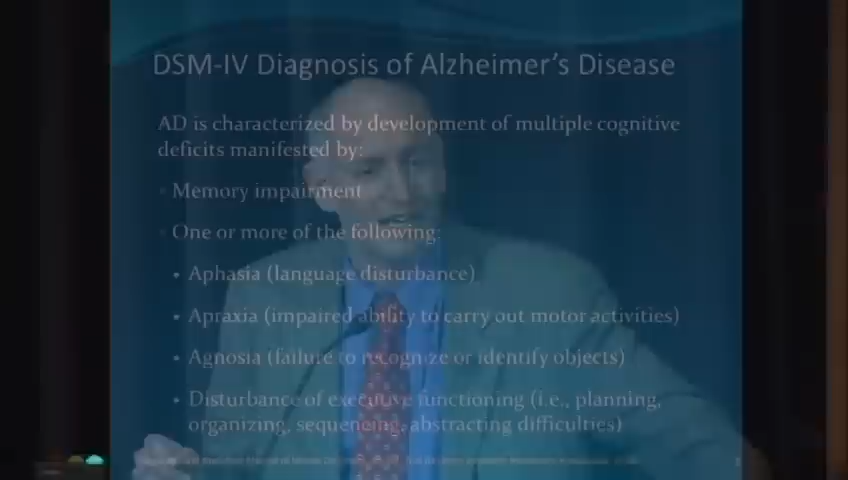 DSM-IV Diagnosis of Alzheimer's Disease
AD is characterized by development of multiple cognitive
deficits manifested by:
Memory impairment
One or more of the following:
• Aphasia (language disturbance)
• Apraxia (impaired ability to carry out motor activities)
• Agnosia (failure to recognize or identify objects)
• Disturbance of executive functioning (i.e., planning,
organizing, sequencing, abstracting difficulties)